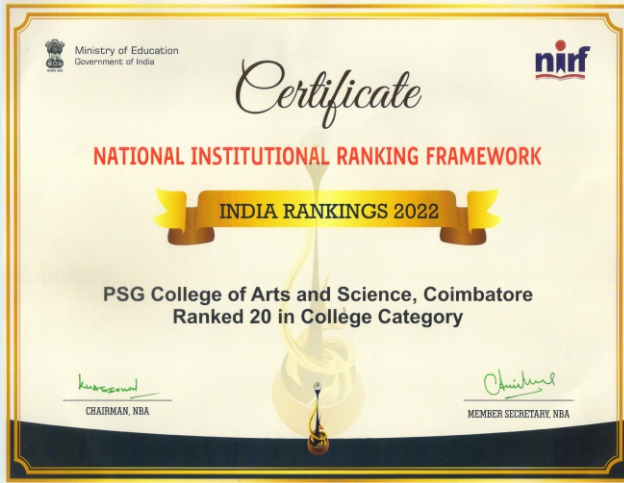 Ministry of Education
Government of India
nirf
Certificate
NATIONAL INSTITUTIONAL RANKING FRAMEWORK
INDIA RANKINGS 2022
PSG College of Arts and Science, Coimbatore
Ranked 20 in College Category
CHAIRMAN, NBA
MEMBER SECRETARY, NBA